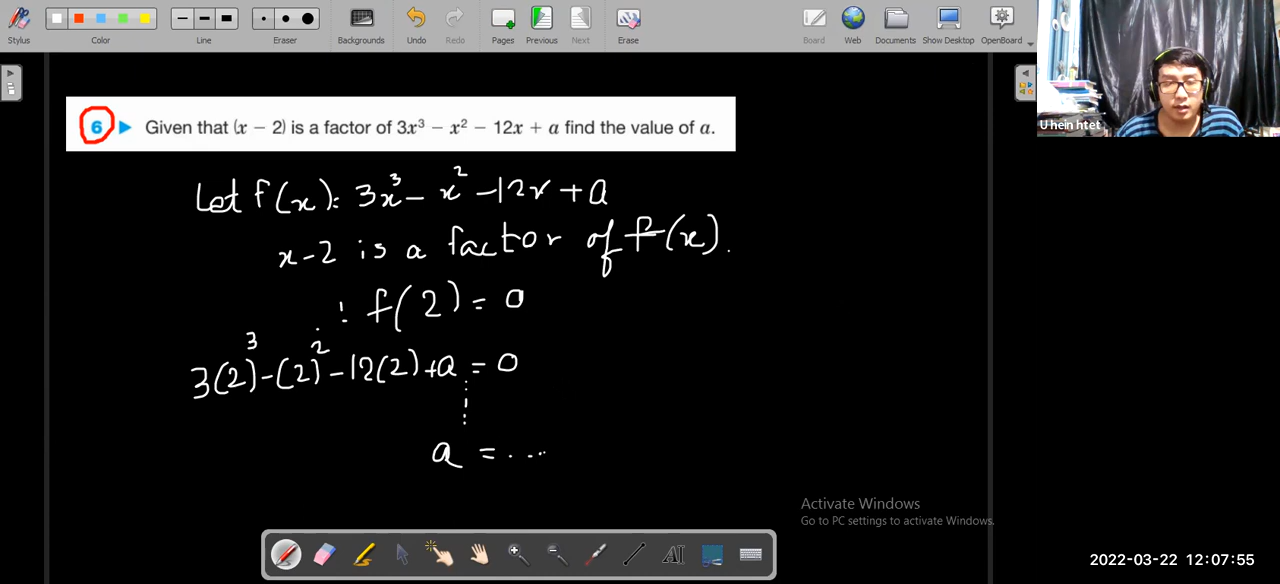 Stylus
Color
Line
Eraser
Backgrounds
Undo
Redo
Pages
Previous
Next
Erase
Board
Web
Documents
Show Desktop
OpenBoard
U hein htet
6 ▶ Given that (x − 2) is a factor of 3x³ − x² − 12x + a find the value of a.
Let f(x) = 3x³ − x² − 12x + a
x − 2 is a factor of f(x).
∴ f(2) = 0
3(2)³ − (2)² − 12(2) + a = 0
a = ....
Activate Windows
Go to PC settings to activate Windows.
AI
2022-03-22 12:07:55